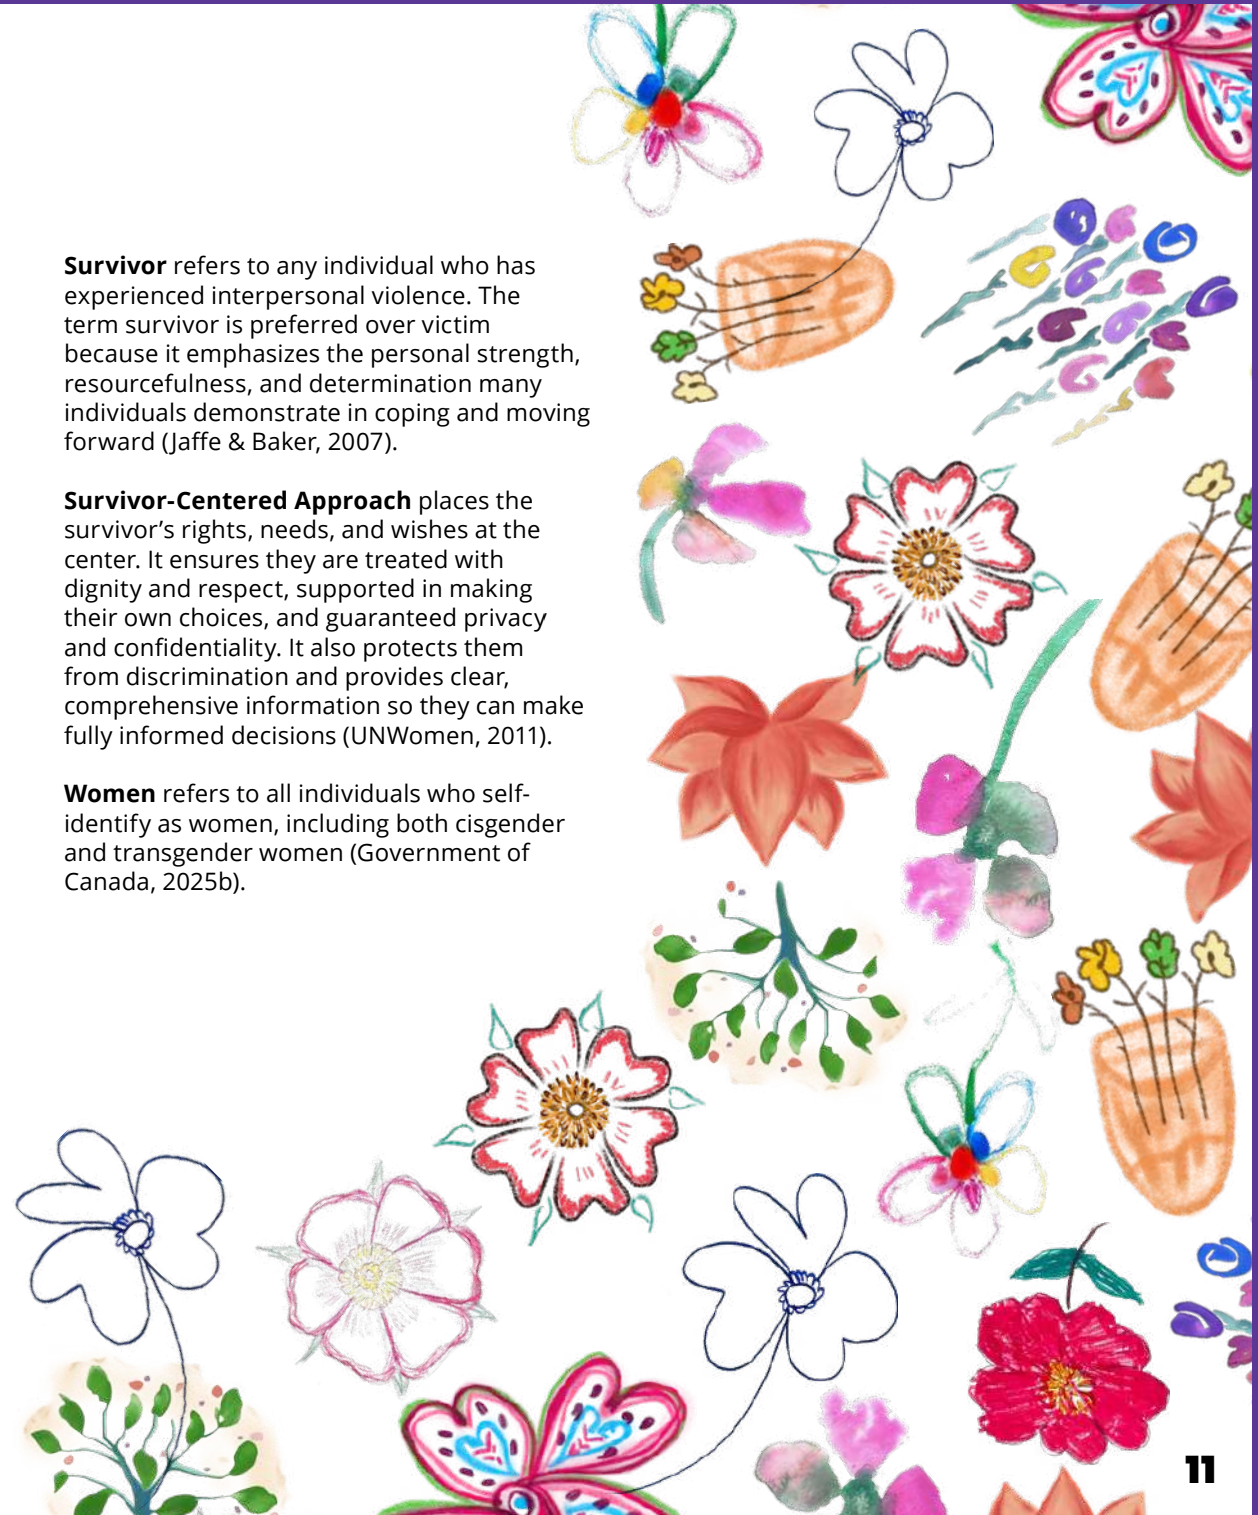 Survivor refers to any individual who has
experienced interpersonal violence. The
term survivor is preferred over victim
because it emphasizes the personal strength,
resourcefulness, and determination many
individuals demonstrate in coping and moving
forward (Jaffe & Baker, 2007).
Survivor-Centered Approach places the
survivor’s rights, needs, and wishes at the
center. It ensures they are treated with
dignity and respect, supported in making
their own choices, and guaranteed privacy
and confidentiality. It also protects them
from discrimination and provides clear,
comprehensive information so they can make
fully informed decisions (UNWomen, 2011).
Women refers to all individuals who self-
identify as women, including both cisgender
and transgender women (Government of
Canada, 2025b).
11